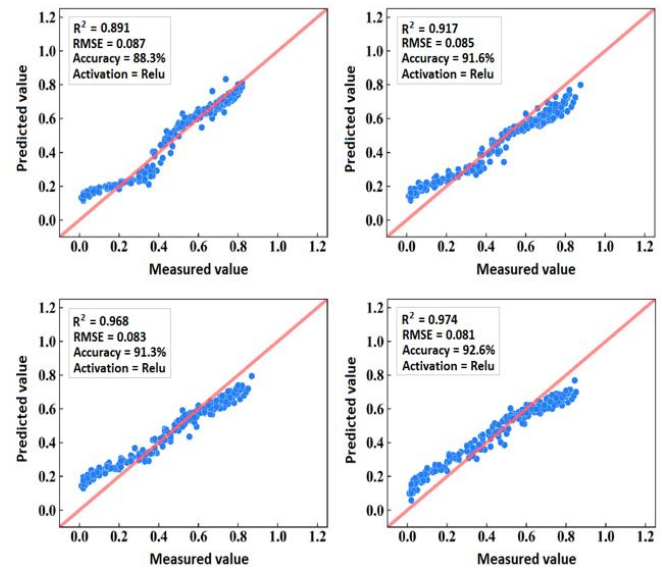 R² = 0.891
RMSE = 0.087
Accuracy = 88.3%
Activation = Relu
Predicted value
1.2
1.0
0.8
0.6
0.4
0.2
0.0
0.0 0.2 0.4 0.6 0.8 1.0 1.2
Measured value
R² = 0.917
RMSE = 0.085
Accuracy = 91.6%
Activation = Relu
Predicted value
1.2
1.0
0.8
0.6
0.4
0.2
0.0
0.0 0.2 0.4 0.6 0.8 1.0 1.2
Measured value
R² = 0.968
RMSE = 0.083
Accuracy = 91.3%
Activation = Relu
Predicted value
1.2
1.0
0.8
0.6
0.4
0.2
0.0
0.0 0.2 0.4 0.6 0.8 1.0 1.2
Measured value
R² = 0.974
RMSE = 0.081
Accuracy = 92.6%
Activation = Relu
Predicted value
1.2
1.0
0.8
0.6
0.4
0.2
0.0
0.0 0.2 0.4 0.6 0.8 1.0 1.2
Measured value